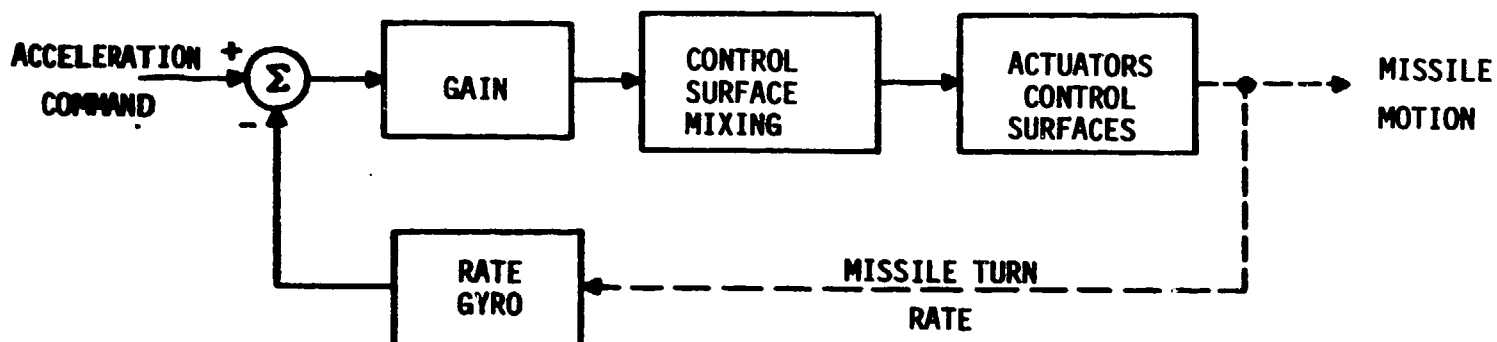 ACCELERATION
COMMAND
+
-
Σ
GAIN
CONTROL
SURFACE
MIXING
ACTUATORS
CONTROL
SURFACES
MISSILE
MOTION
RATE
GYRO
MISSILE TURN
RATE